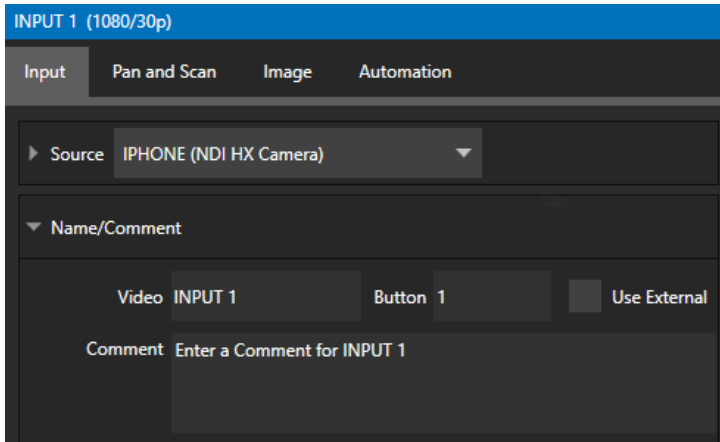 INPUT 1 (1080/30p)
Input Pan and Scan Image Automation
Source IPHONE (NDI HX Camera)
Name/Comment
Video INPUT 1 Button 1 Use External
Comment Enter a Comment for INPUT 1